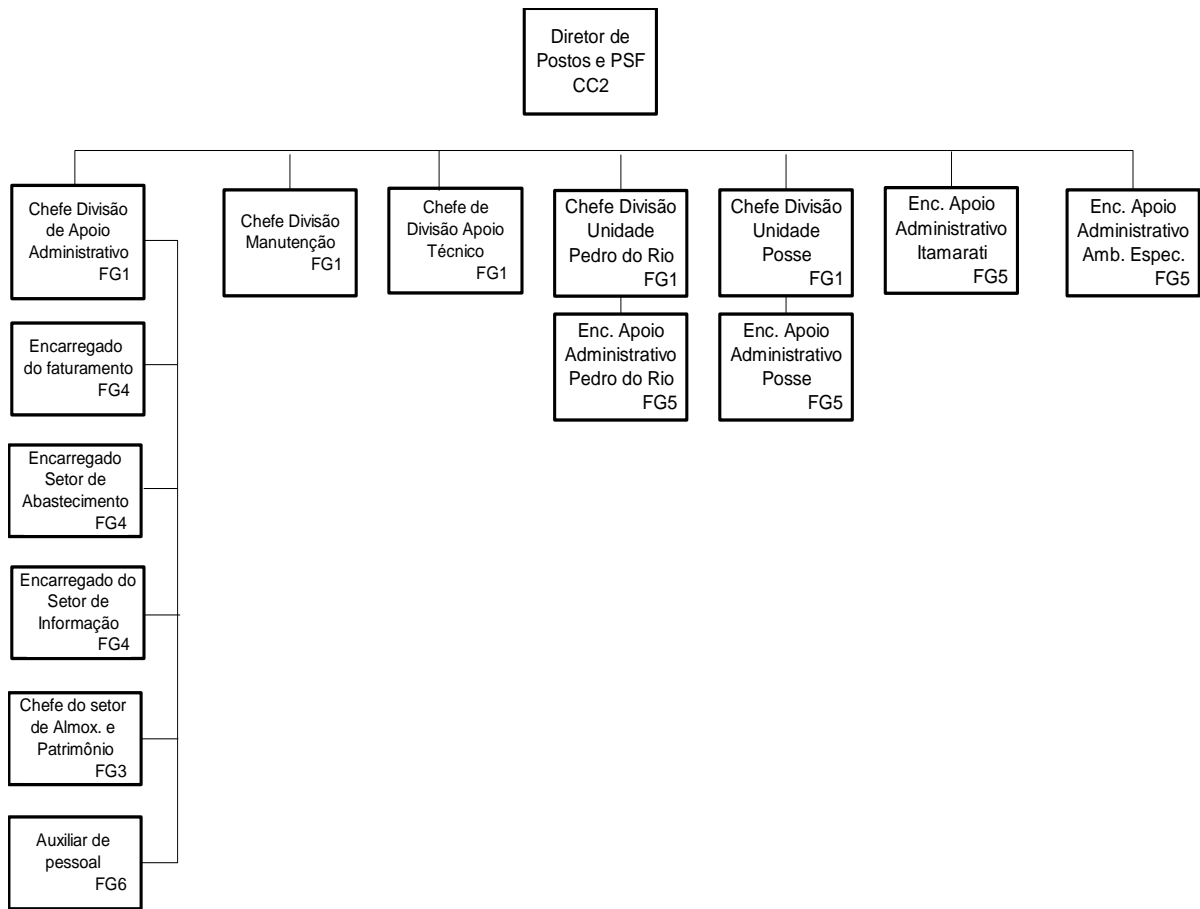 Diretor de
Postos e PSF
CC2
Chefe Divisão
de Apoio
Administrativo
FG1
Chefe Divisão
Manutenção
FG1
Chefe de
Divisão Apoio
Técnico
FG1
Chefe Divisão
Unidade
Pedro do Rio
FG1
Chefe Divisão
Unidade
Posse
FG1
Enc. Apoio
Administrativo
Itamarati
FG5
Enc. Apoio
Administrativo
Amb. Espec.
FG5
Encarregado
do faturamento
FG4
Enc. Apoio
Administrativo
Pedro do Rio
FG5
Enc. Apoio
Administrativo
Posse
FG5
Encarregado
Setor de
Abastecimento
FG4
Encarregado do
Setor de
Informação
FG4
Chefe do setor
de Almox. e
Patrimônio
FG3
Auxiliar de
pessoal
FG6